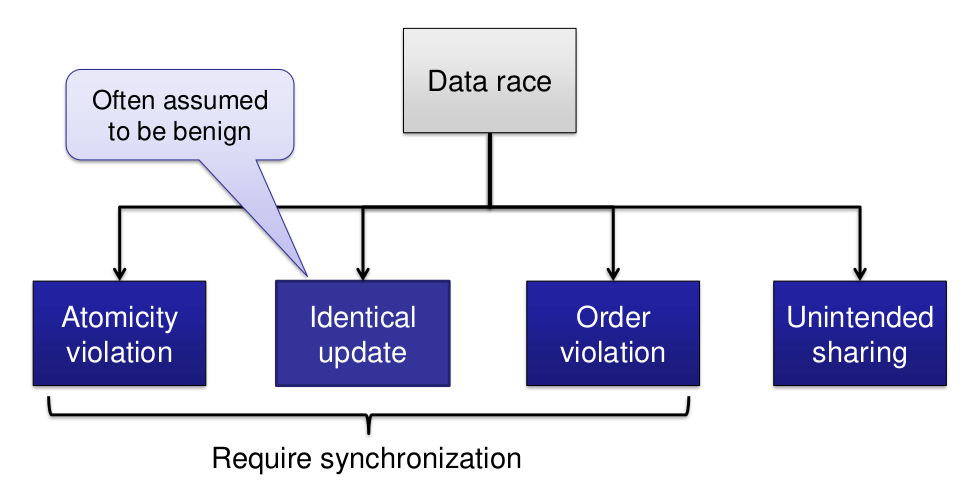 Data race
Often assumed
to be benign
Atomicity
violation
Identical
update
Order
violation
Unintended
sharing
Require synchronization